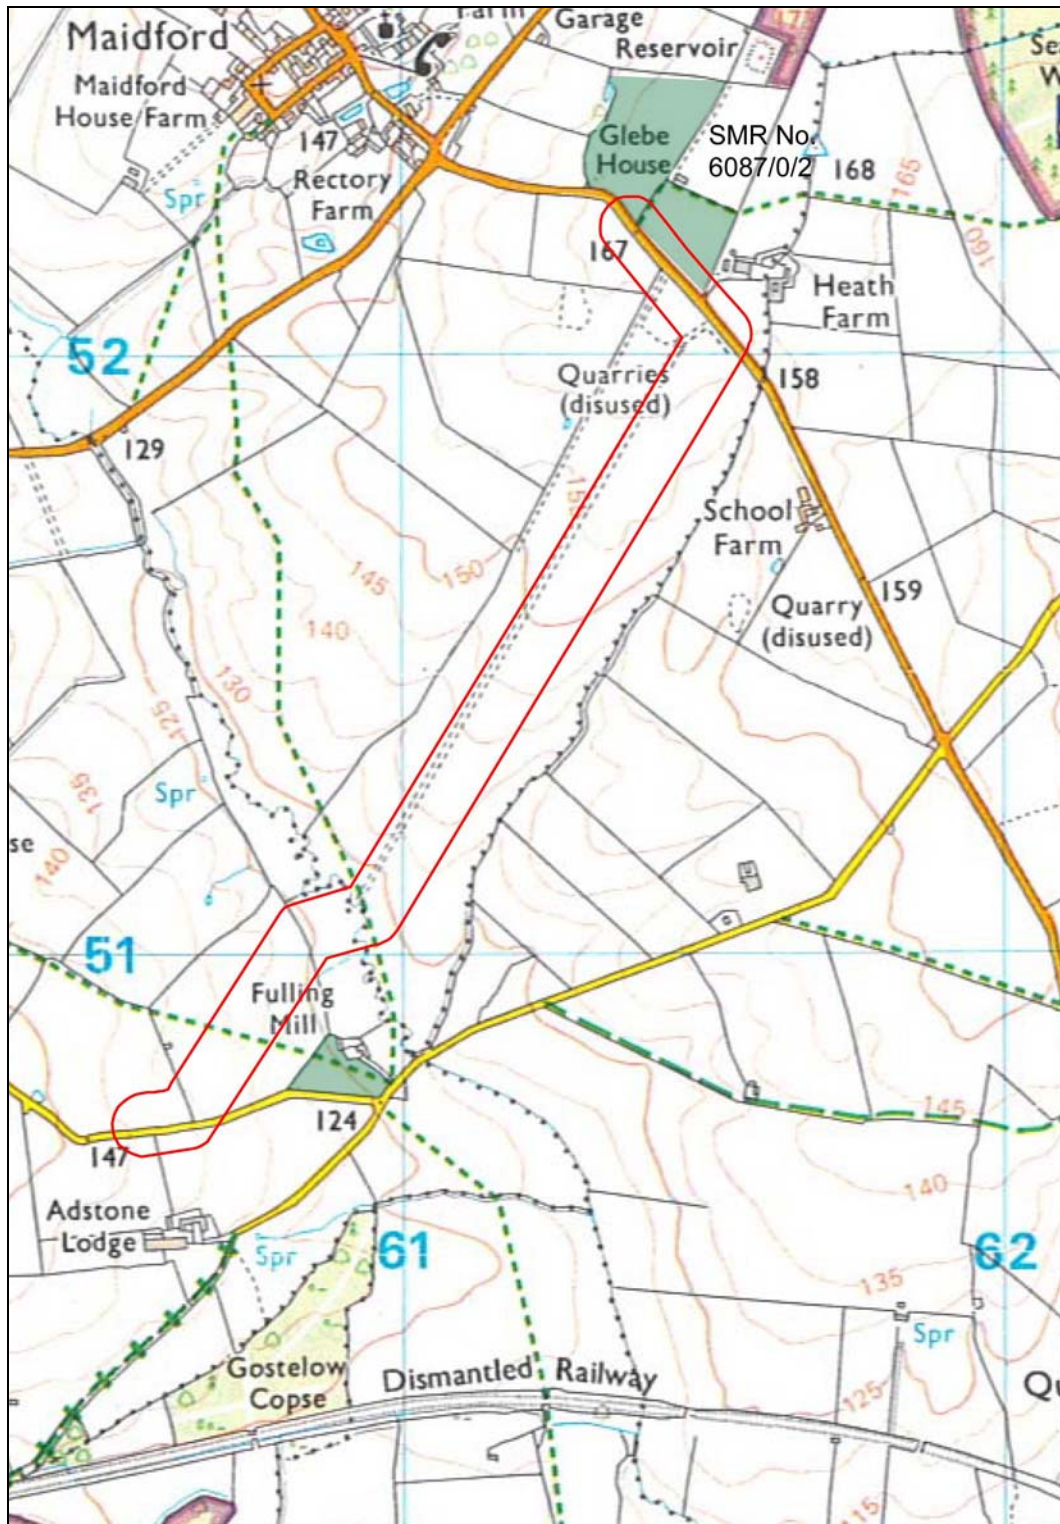 Maidford
Farm
Garage
Reservoir
177
Maidford
House Farm
147
Glebe
House
SMR No.
6087/0/2
168
165
Spr
Rectory
Farm
167
160
Heath
Farm
52
Quarries
(disused)
158
129
School
Farm
145
150
159
140
Quarry
(disused)
130
125
135
Spr
140
se
51
Fulling
Mill
124
147
145
Adstone
Lodge
140
Spr
61
62
135
Spr
Gostelow
Copse
Dismantled Railway
125
115